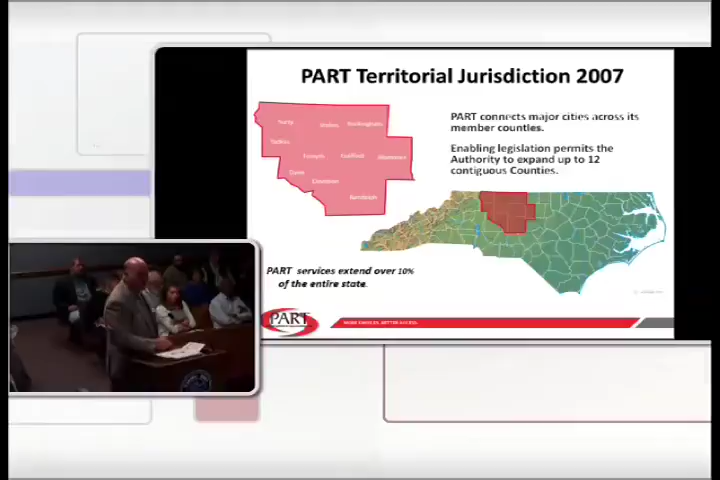 PART Territorial Jurisdiction 2007
Surry
Stokes
Rockingham
Yadkin
Forsyth
Guilford
Alamance
Davie
Davidson
Randolph
PART connects major cities across its
member counties.
Enabling legislation permits the
Authority to expand up to 12
contiguous Counties.
PART services extend over 10%
of the entire state.
PART